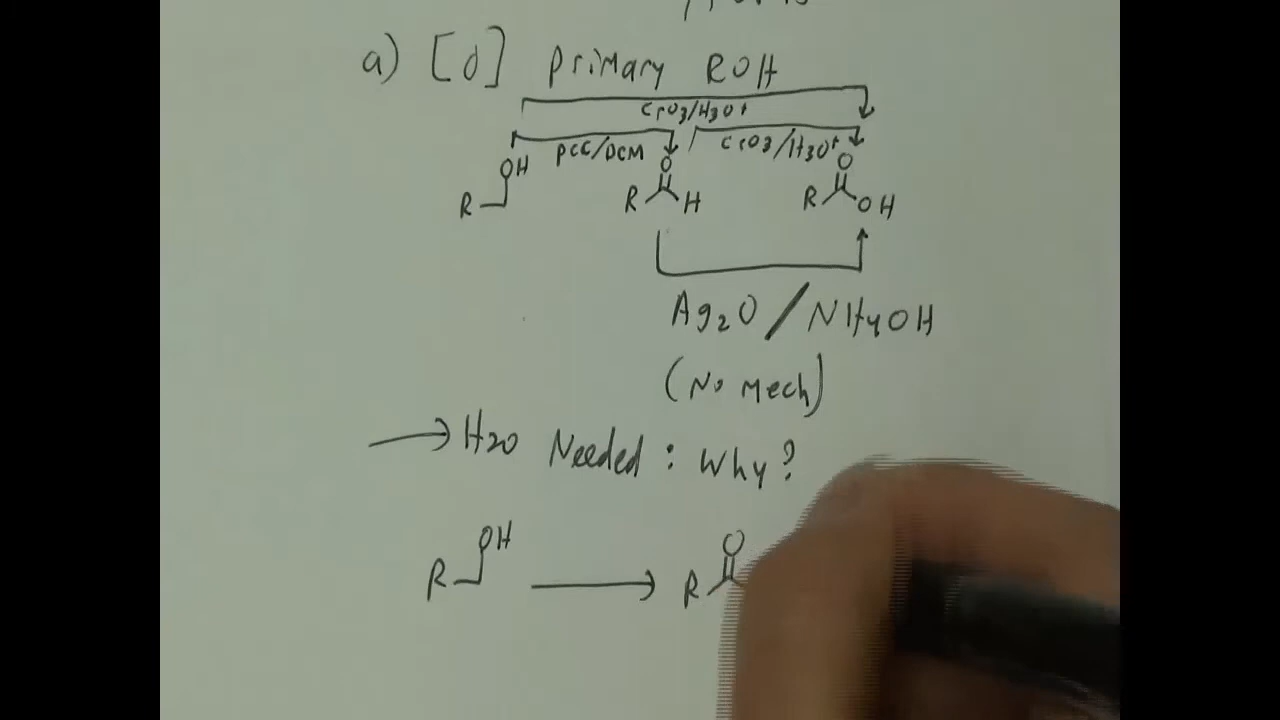 a) [O] Primary ROH
CrO3/H3O+
PCC/DCM CrO3/H3O+
OH O O
R R H R OH
Ag2O / NH4OH
(No Mech)
→ H2O Needed : Why?
OH O
R → R